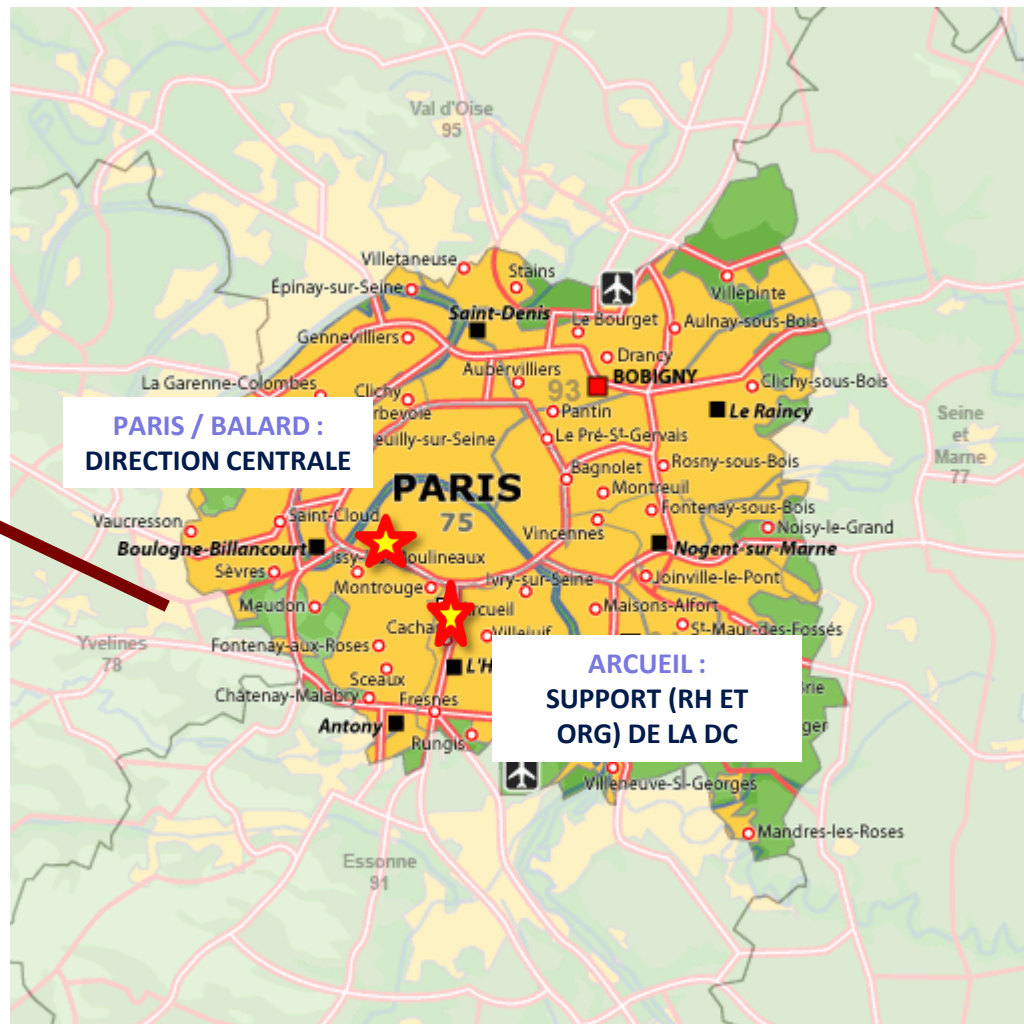 Val d'Oise
95
Villetaneuse
Stains
Épinay-sur-Seine
Villepinte
Saint-Denis
Le Bourget
Aulnay-sous-Bois
Gennevilliers
Drancy
Aubervilliers
BOBIGNY
La Garenne-Colombes
Clichy
93
Clichy-sous-Bois
Pantin
Le Raincy
Seine
et
Marne
77
PARIS / BALARD :
DIRECTION CENTRALE
Le Pré-St-Gervais
Rosny-sous-Bois
Bagnolet
PARIS
75
Montreuil
Fontenay-sous-Bois
Saint-Cloud
Vaucresson
Vincennes
Noisy-le-Grand
Boulogne-Billancourt
Nogent-sur-Marne
Sèvres
Montrouge
Ivry-sur-Seine
Joinville-le-Pont
Meudon
Maisons-Alfort
Villejuif
St-Maur-des-Fossés
Yvelines
78
Fontenay-aux-Roses
Sceaux
ARCUEIL :
SUPPORT (RH ET
ORG) DE LA DC
Châtenay-Malabry
Fresnes
Antony
Rungis
Villeneuve-St-Georges
Mandres-les-Roses
Essonne
91